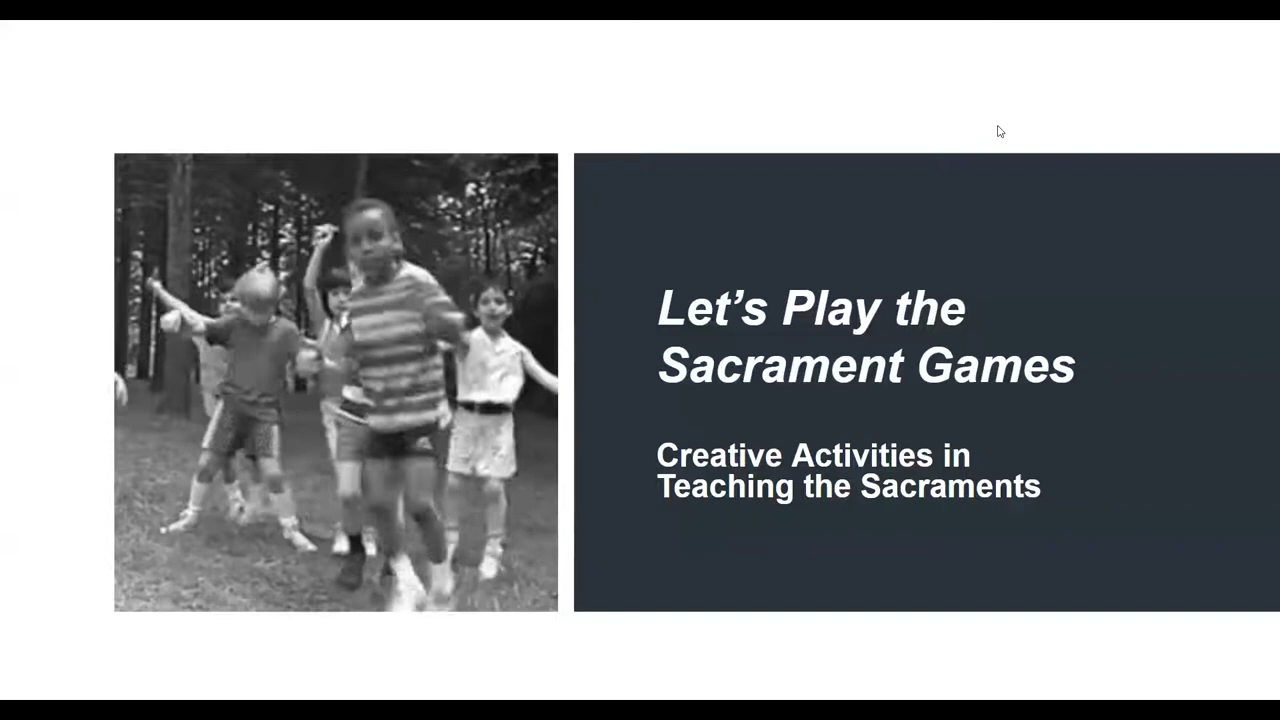 Let’s Play the
Sacrament Games
Creative Activities in
Teaching the Sacraments